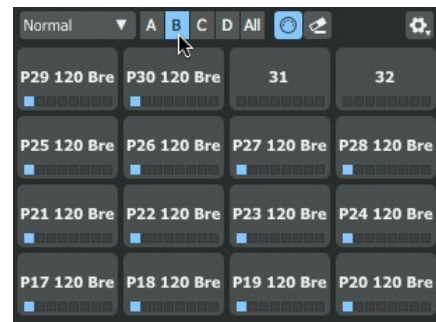 Normal A B C D All
P29 120 Bre P30 120 Bre 31 32
P25 120 Bre P26 120 Bre P27 120 Bre P28 120 Bre
P21 120 Bre P22 120 Bre P23 120 Bre P24 120 Bre
P17 120 Bre P18 120 Bre P19 120 Bre P20 120 Bre